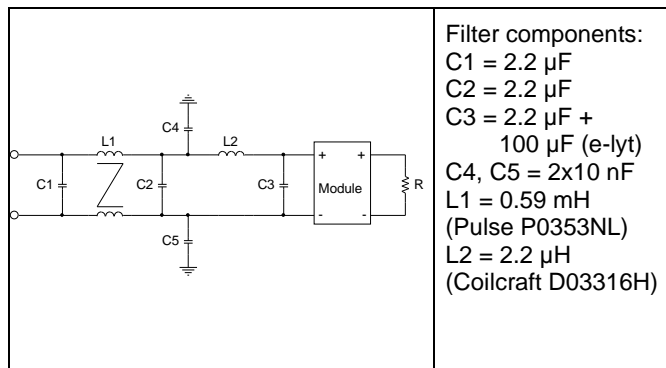 L1
C4
L2
C1
C2
C3
C5
+ +
Module
- -
R
Filter components:
C1 = 2.2 µF
C2 = 2.2 µF
C3 = 2.2 µF +
100 µF (e-lyt)
C4, C5 = 2x10 nF
L1 = 0.59 mH
(Pulse P0353NL)
L2 = 2.2 µH
(Coilcraft D03316H)